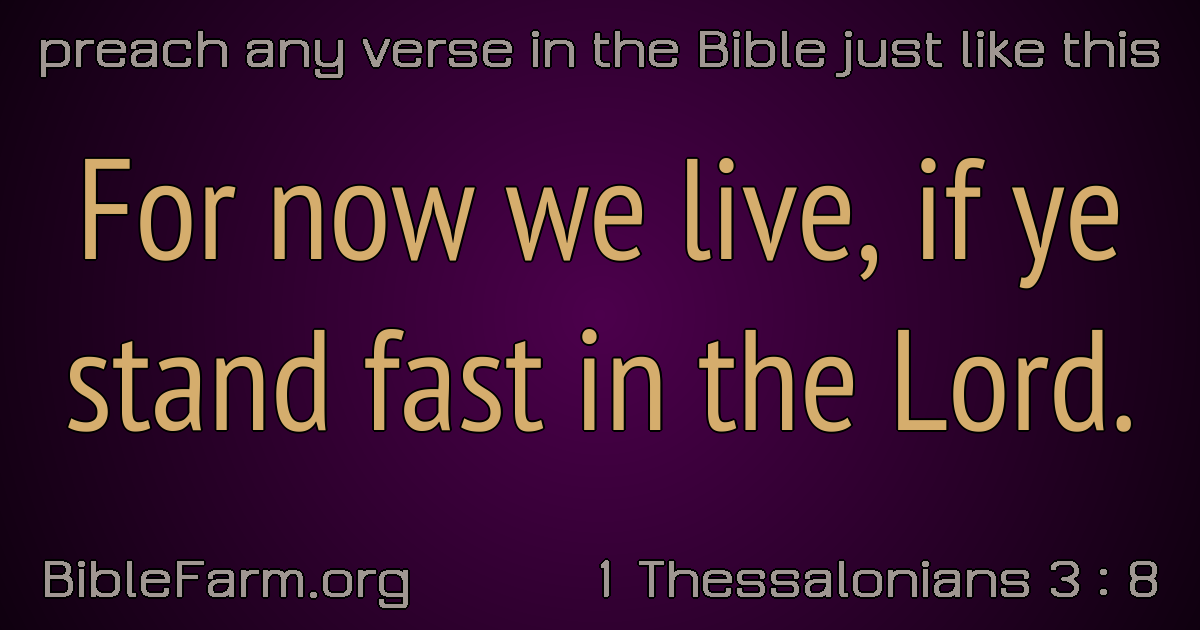 preach any verse in the Bible just like this
For now we live, if ye
stand fast in the Lord.
BibleFarm.org
1 Thessalonians 3 : 8